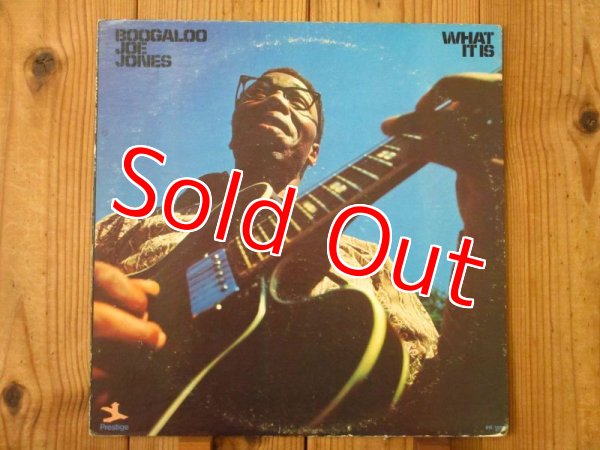 BOOGALOO
JOE
JONES
WHAT
IT IS
Sold Out
Prestige